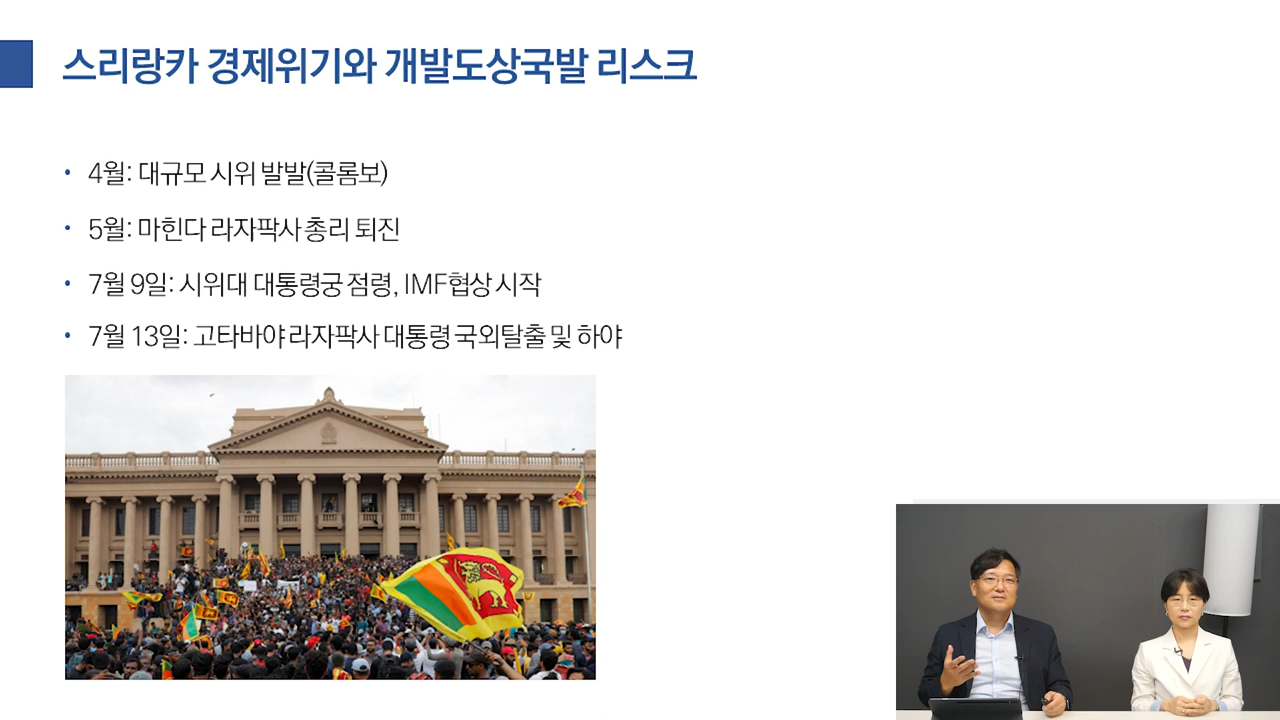 스리랑카 경제위기와 개발도상국발 리스크
• 4월: 대규모 시위 발발(콜롬보)
• 5월: 마힌다 라자팍사 총리 퇴진
• 7월 9일: 시위대 대통령궁 점령, IMF협상 시작
• 7월 13일: 고타바야 라자팍사 대통령 국외탈출 및 하야